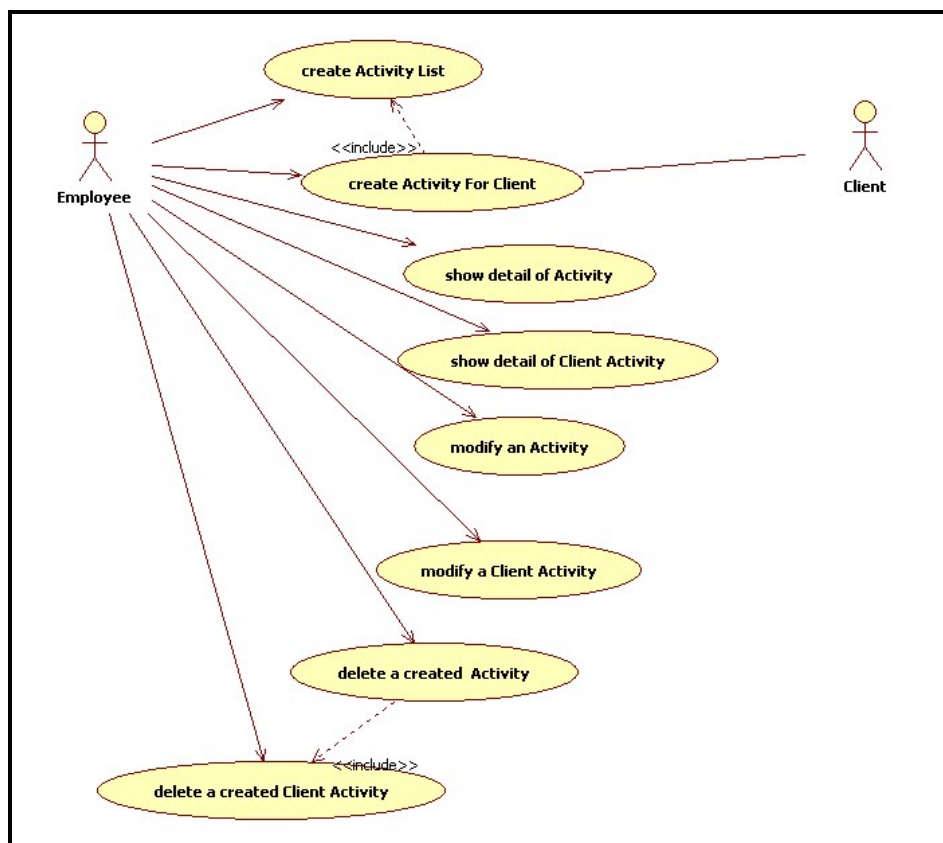 create Activity List
<<include>>
create Activity For Client
Employee
Client
show detail of Activity
show detail of Client Activity
modify an Activity
modify a Client Activity
delete a created  Activity
<<include>>
delete a created Client Activity